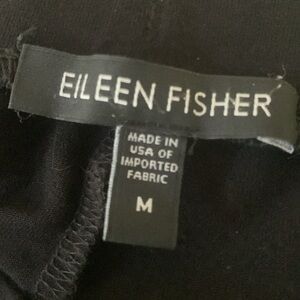 EILEEN FISHER
MADE IN
USA OF
IMPORTED
FABRIC
M